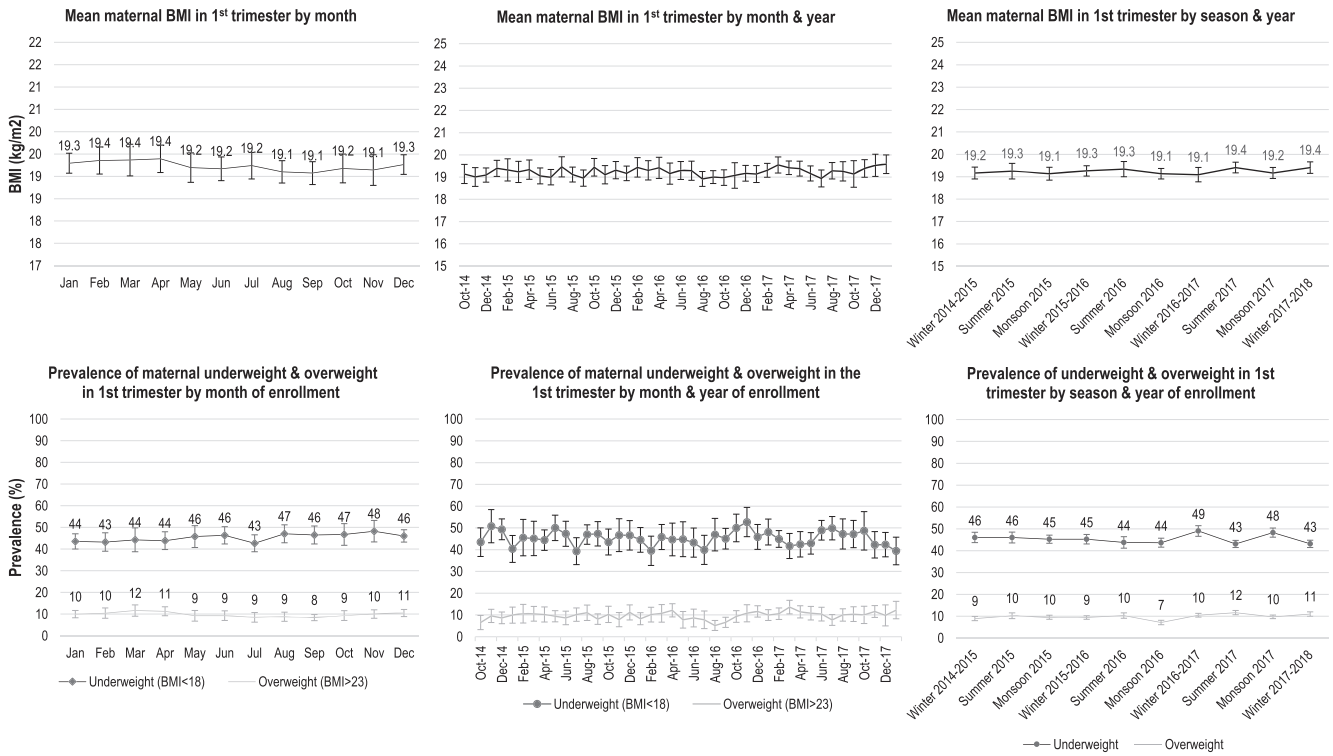 Mean maternal BMI in 1st trimester by month
BMI (kg/m2)
22
22
21
21
20
20
19
19
18
18
17
19.3 19.4 19.4 19.4 19.2 19.2 19.2 19.1 19.1 19.2 19.1 19.3
Jan Feb Mar Apr May Jun Jul Aug Sep Oct Nov Dec
Mean maternal BMI in 1st trimester by month & year
25
24
23
22
21
20
19
18
17
16
15
Oct-14 Dec-14 Feb-15 Apr-15 Jun-15 Aug-15 Oct-15 Dec-15 Feb-16 Apr-16 Jun-16 Aug-16 Oct-16 Dec-16 Feb-17 Apr-17 Jun-17 Aug-17 Oct-17 Dec-17
Mean maternal BMI in 1st trimester by season & year
25
24
23
22
21
20
19
18
17
16
15
19.2 19.3 19.1 19.3 19.3 19.1 19.1 19.4 19.2 19.4
Winter 2014-2015 Summer 2015 Monsoon 2015 Winter 2015-2016 Summer 2016 Monsoon 2016 Winter 2016-2017 Summer 2017 Monsoon 2017 Winter 2017-2018
Prevalence of maternal underweight & overweight
in 1st trimester by month of enrollment
Prevalence (%)
100
90
80
70
60
50
40
30
20
10
0
44 43 44 44 46 46 43 47 46 47 48 46
10 10 12 11 9 9 9 9 8 9 10 11
Jan Feb Mar Apr May Jun Jul Aug Sep Oct Nov Dec
Underweight (BMI<18) Overweight (BMI>23)
Prevalence of maternal underweight & overweight in the
1st trimester by month & year of enrollment
100
90
80
70
60
50
40
30
20
10
0
Oct-14 Dec-14 Feb-15 Apr-15 Jun-15 Aug-15 Oct-15 Dec-15 Feb-16 Apr-16 Jun-16 Aug-16 Oct-16 Dec-16 Feb-17 Apr-17 Jun-17 Aug-17 Oct-17 Dec-17
Underweight (BMI<18) Overweight (BMI>23)
Prevalence of underweight & overweight in 1st
trimester by season & year of enrollment
100
90
80
70
60
50
40
30
20
10
0
46 46 45 45 44 44 49 43 48 43
9 10 10 9 10 7 10 12 10 11
Winter 2014-2015 Summer 2015 Monsoon 2015 Winter 2015-2016 Summer 2016 Monsoon 2016 Winter 2016-2017 Summer 2017 Monsoon 2017 Winter 2017-2018
Underweight Overweight